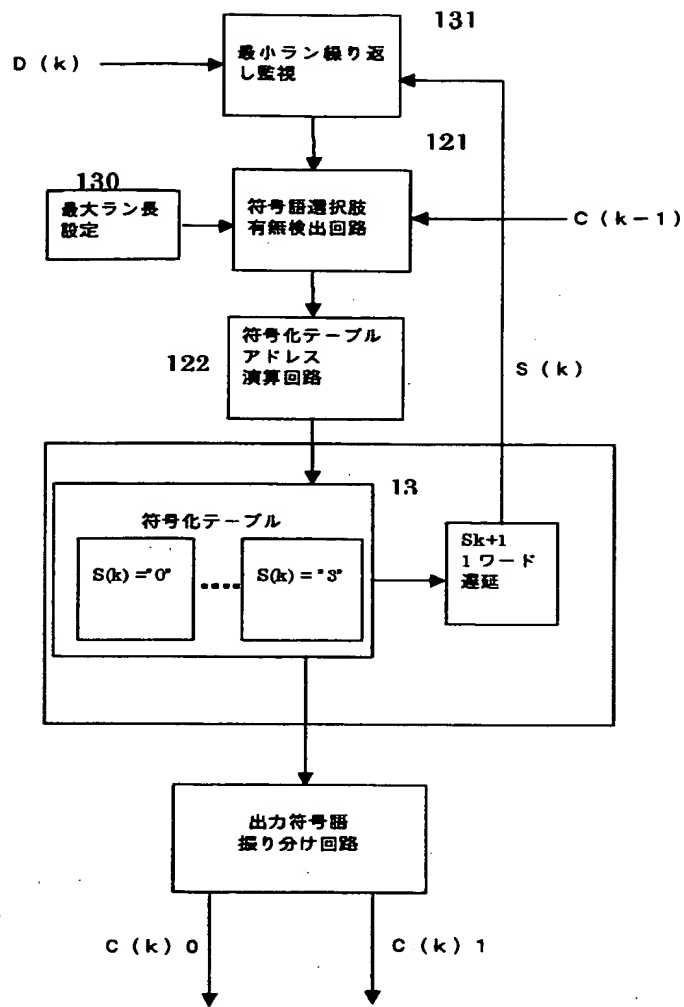 131
最小ラン繰り返
し監視
D (k)
121
130
最大ラン長
設定
符号語選択肢
有無検出回路
C (k−1)
122
符号化テーブル
アドレス
演算回路
S (k)
13
符号化テーブル
S(k) ="0"
S(k) = "3"
Sk+1
1ワード
遅延
出力符号語
振り分け回路
C (k) 0
C (k) 1